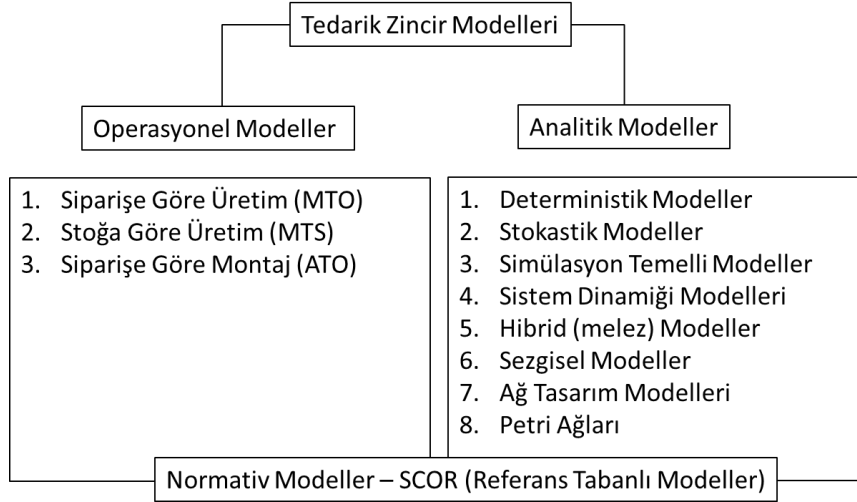 Tedarik Zincir Modelleri
Operasyonel Modeller
Analitik Modeller
1. Siparişe Göre Üretim (MTO)
2. Stoğa Göre Üretim (MTS)
3. Siparişe Göre Montaj (ATO)
1. Deterministik Modeller
2. Stokastik Modeller
3. Simülasyon Temelli Modeller
4. Sistem Dinamiği Modelleri
5. Hibrid (melez) Modeller
6. Sezgisel Modeller
7. Ağ Tasarım Modelleri
8. Petri Ağları
Normativ Modeller – SCOR (Referans Tabanlı Modeller)